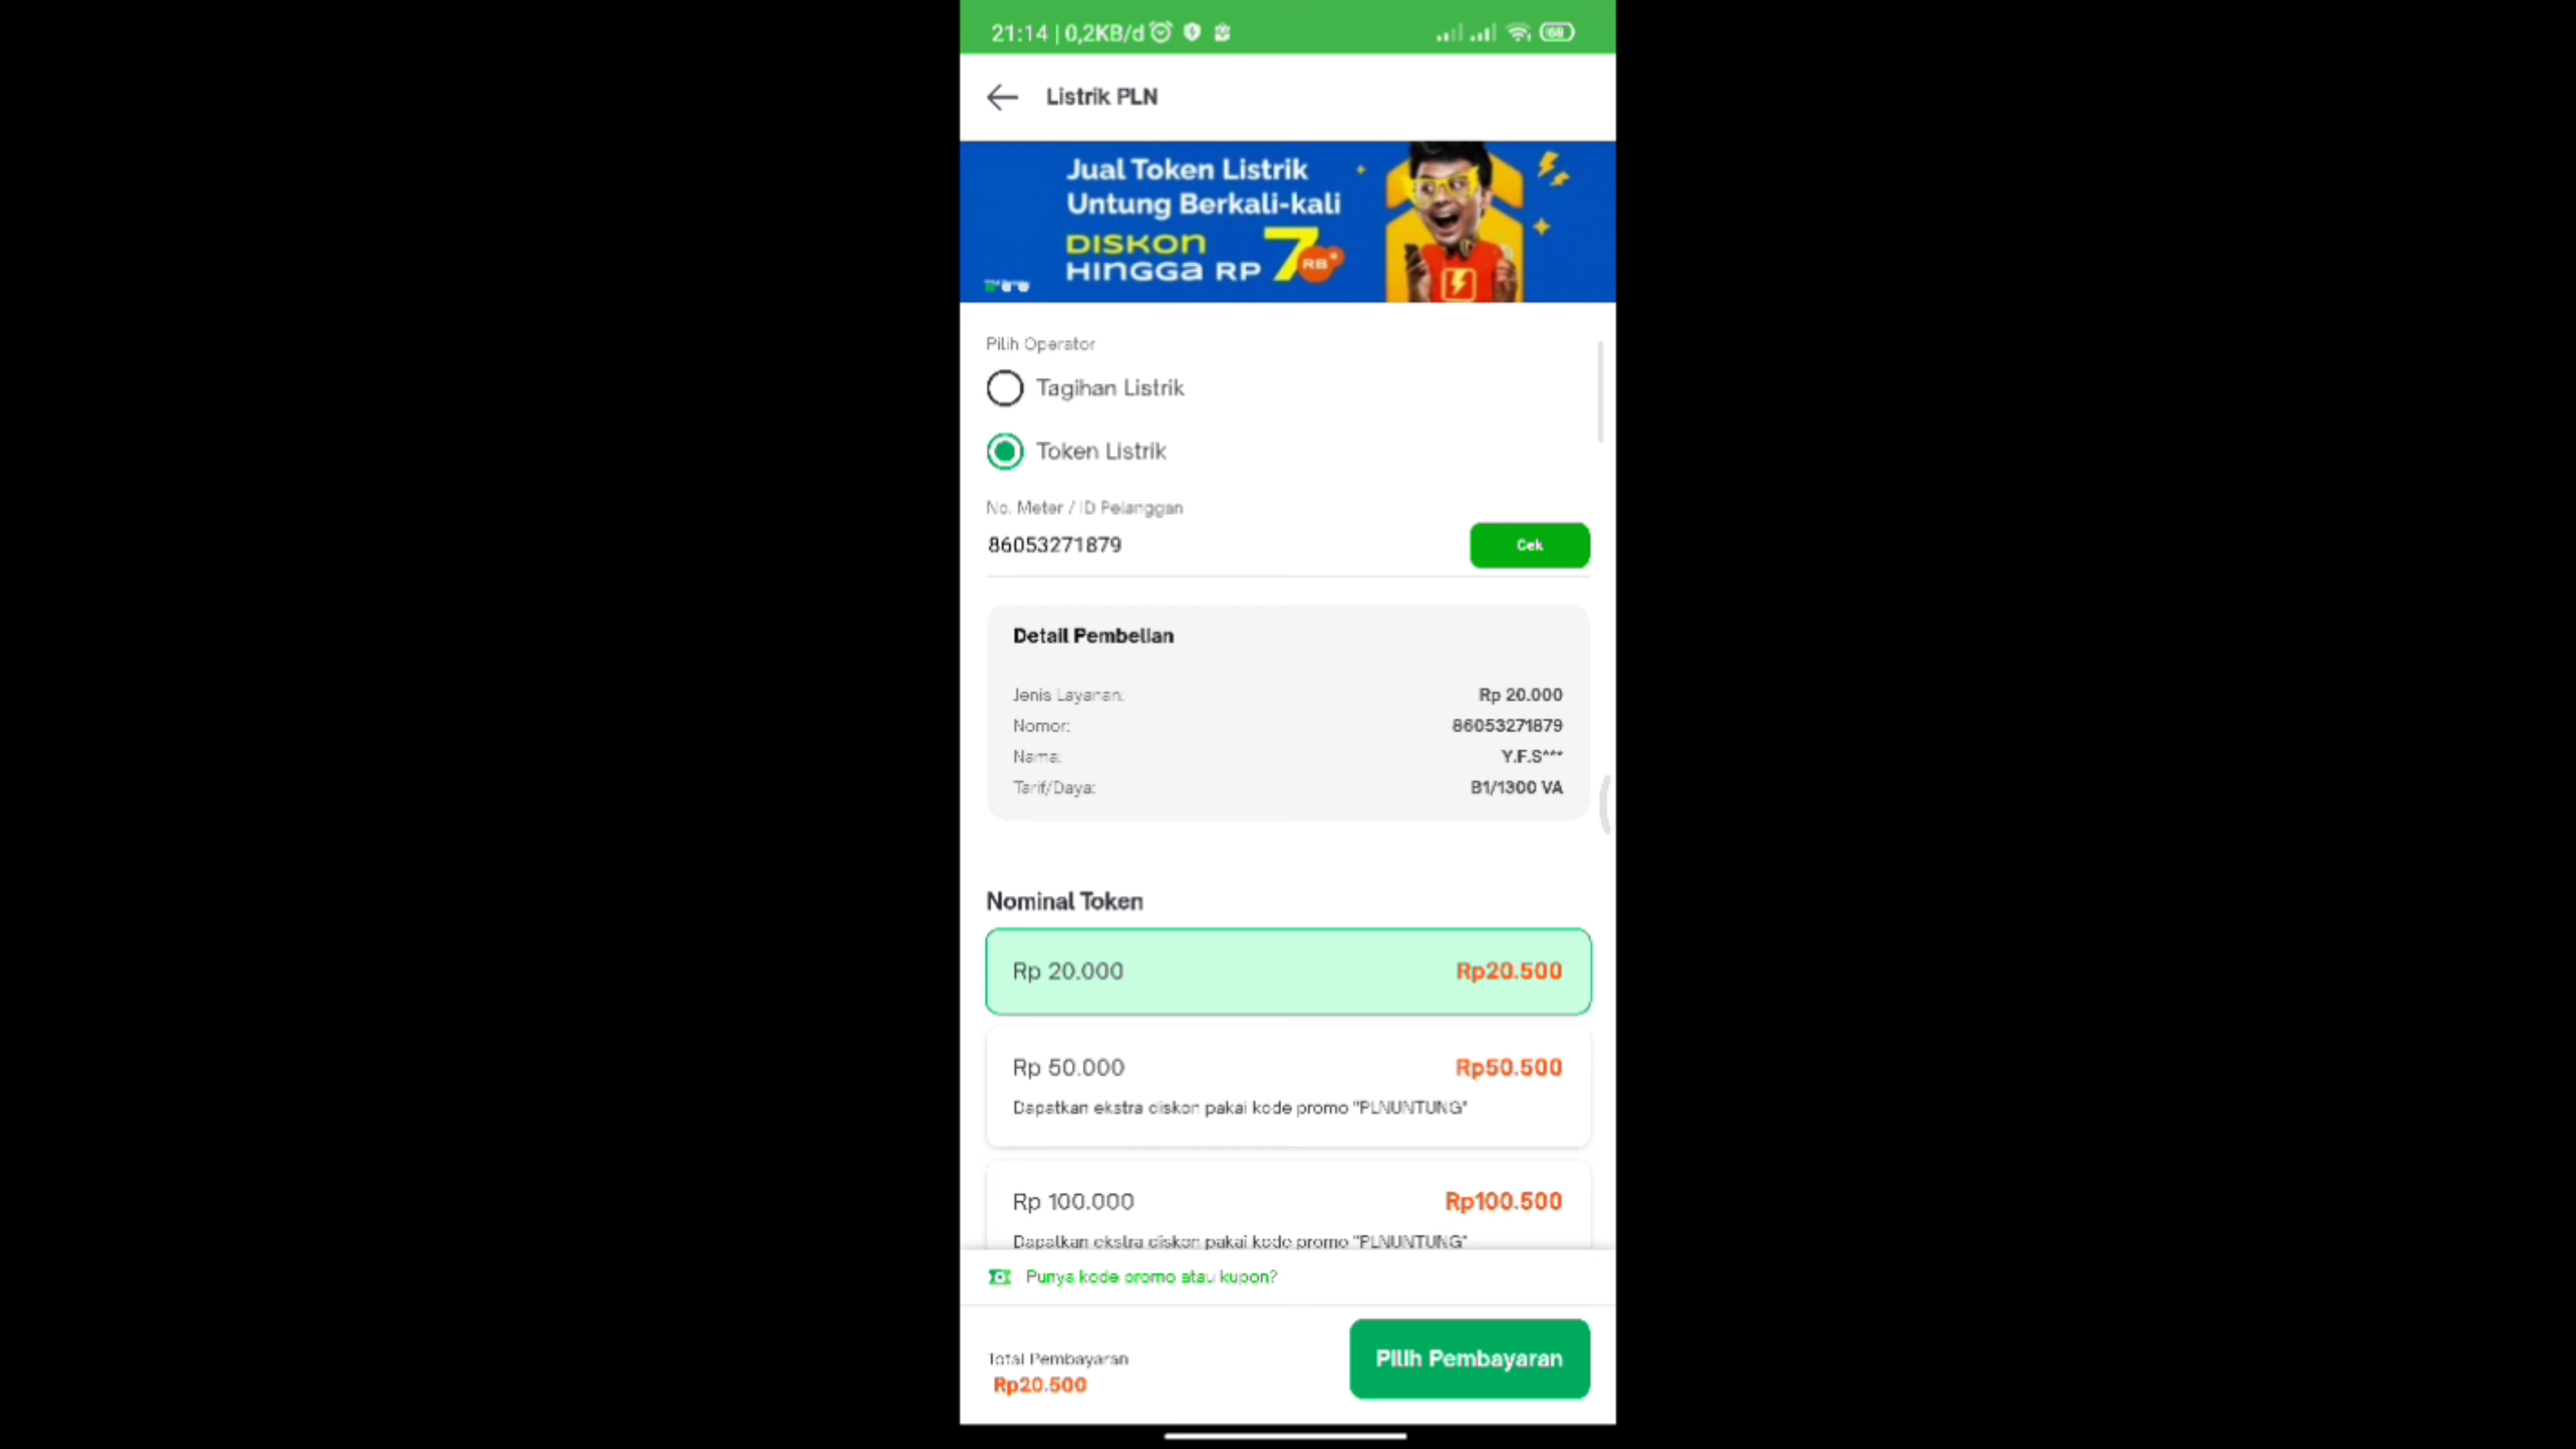 21:14 | 0,2KB/d
68
Listrik PLN
Jual Token Listrik
Untung Berkali-kali
DISKON
HINGGA RP 7 RB*
Pilih Operator
Tagihan Listrik
Token Listrik
No. Meter / ID Pelanggan
86053271879
Cek
Detail Pembelian
Jenis Layanan: Rp 20.000
Nomor: 86053271879
Nama: Y.F.S***
Tarif/Daya: B1/1300 VA
Nominal Token
Rp 20.000 Rp20.500
Rp 50.000 Rp50.500
Dapatkan ekstra diskon pakai kode promo "PLNUNTUNG"
Rp 100.000 Rp100.500
Dapatkan ekstra diskon pakai kode promo "PLNUNTUNG"
Punya kode promo atau kupon?
Total Pembayaran
Rp20.500
Pilih Pembayaran